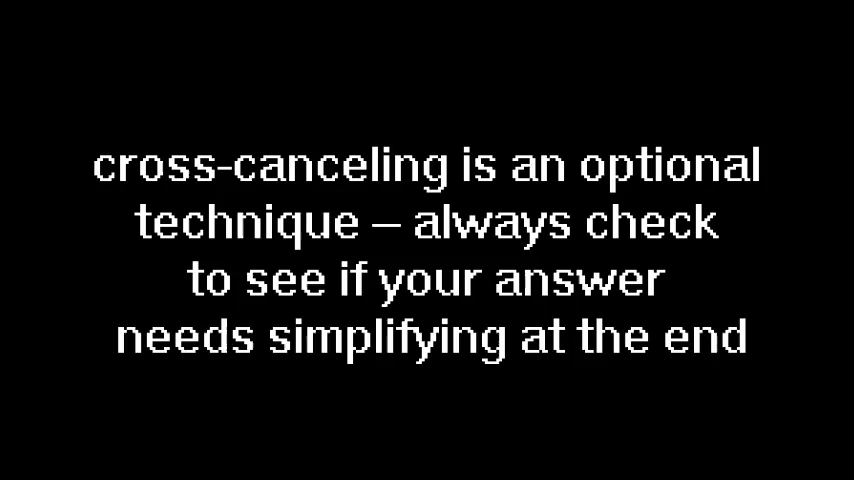 cross-canceling is an optional
technique – always check
to see if your answer
needs simplifying at the end